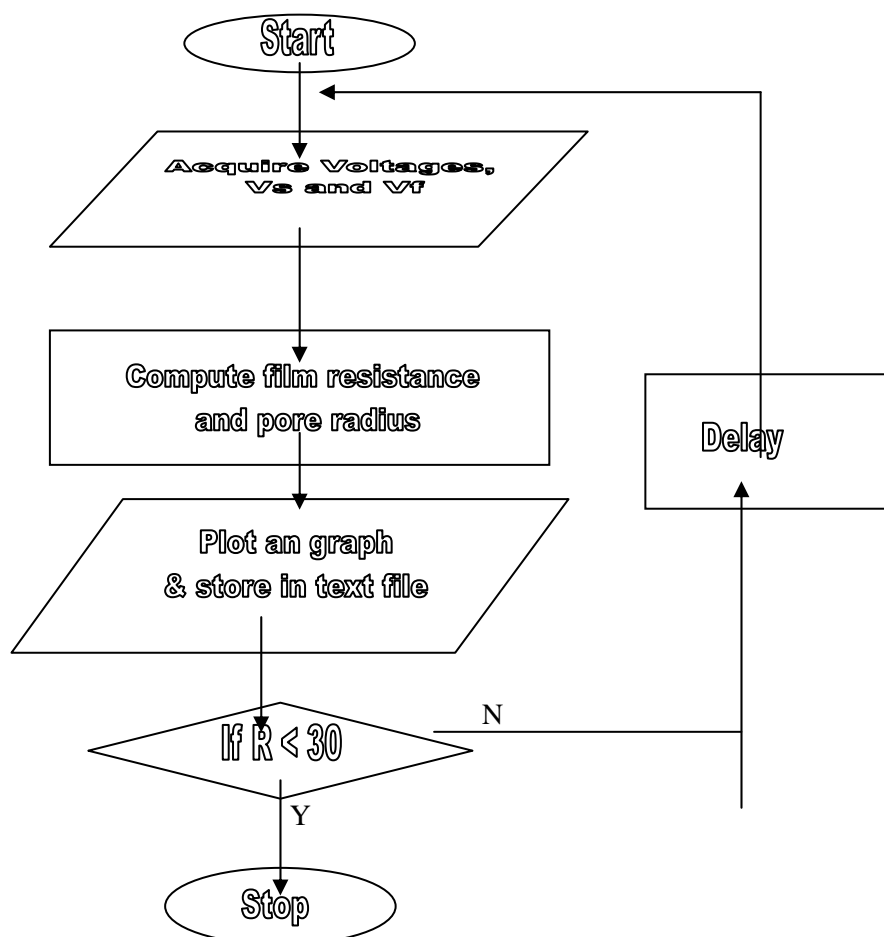 Start
Acquire Voltages,
Vs and Vf
Compute film resistance
and pore radius
Delay
Plot an graph
& store in text file
If R < 30
N
Y
Stop